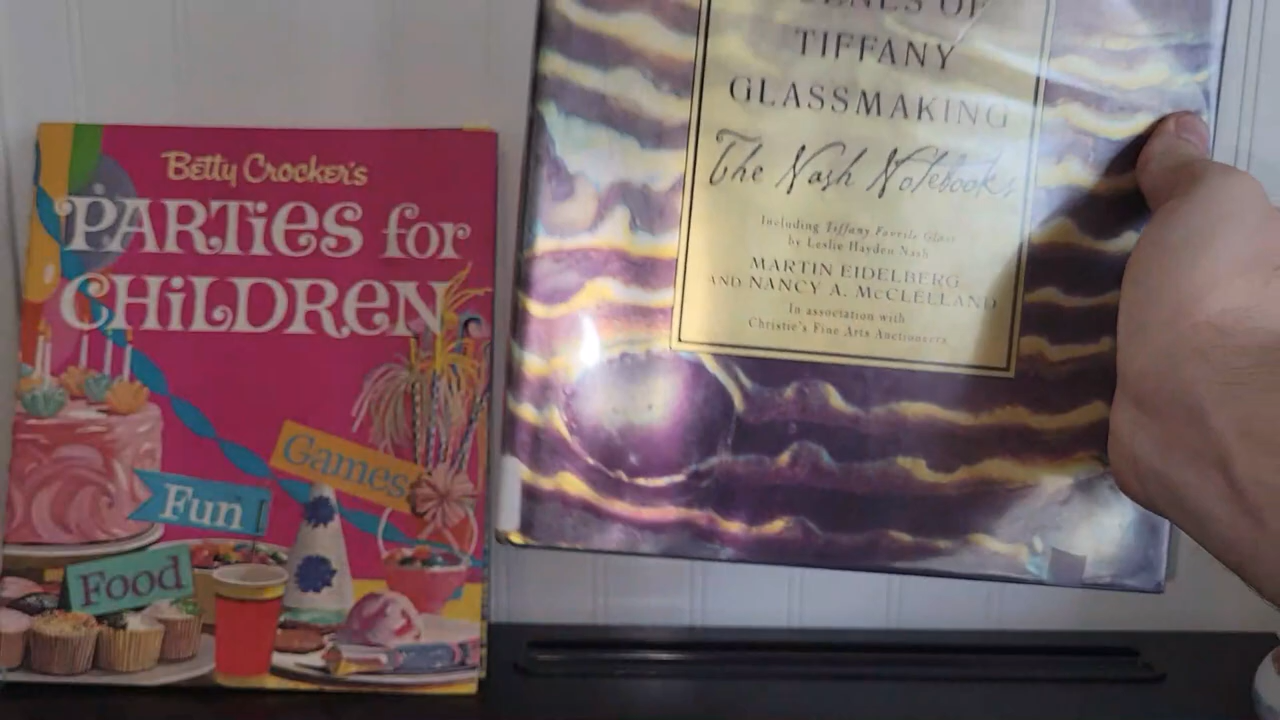 Betty Crocker's
PARTiES for
CHiLDREN
Games
Fun
Food
OF
TIFFANY
GLASSMAKING
The Nash Notebooks
Including Tiffany Favrile Glass
by Leslie Hayden Nash
MARTIN EIDELBERG
AND NANCY A. McCLELLAND
In association with
Christie's Fine Arts Auctioneers